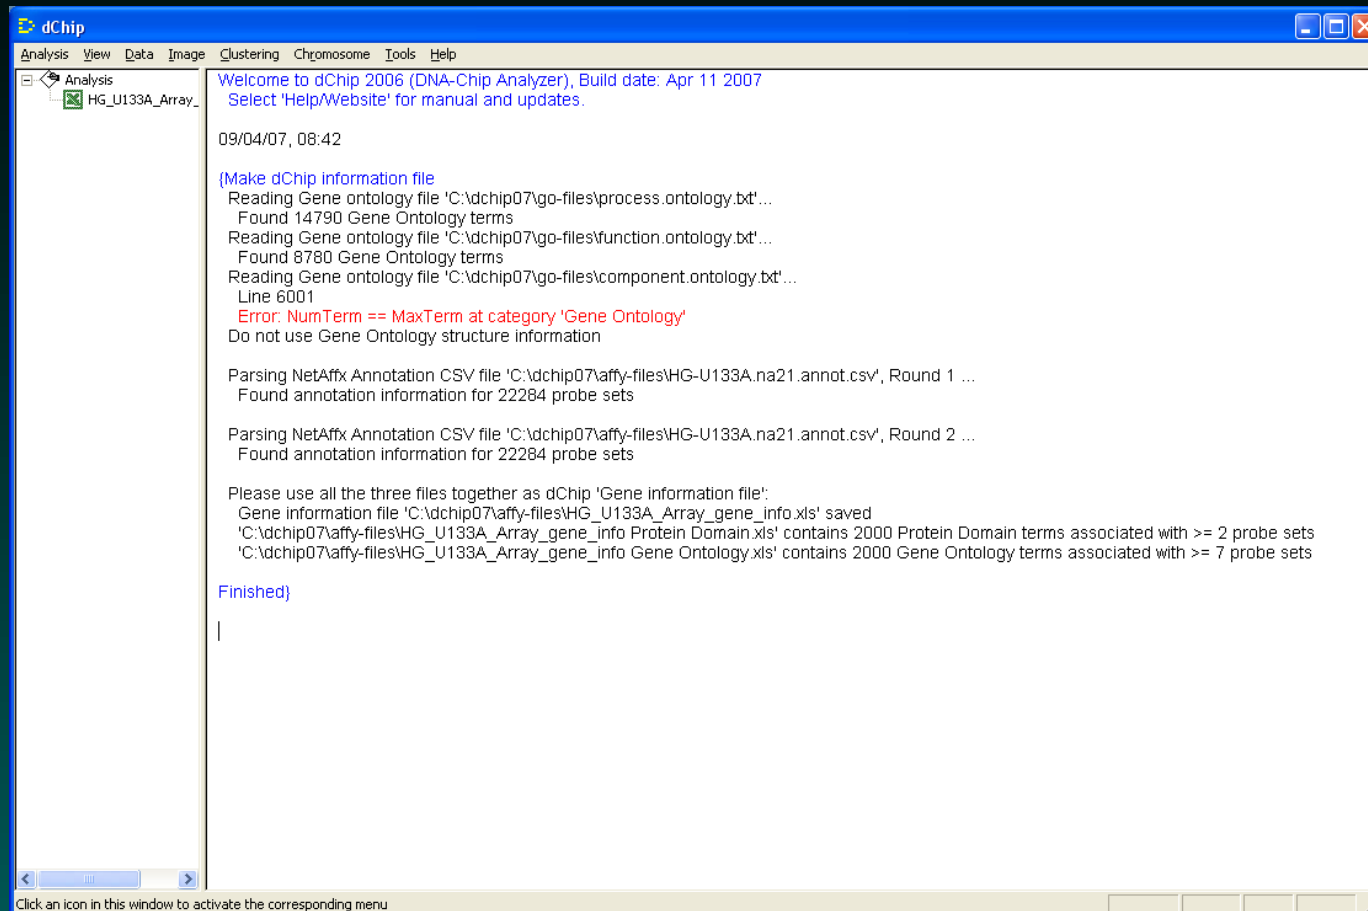 dChip
Analysis View Data Image Clustering Chromosome Tools Help
Analysis
HG_U133A_Array_
Welcome to dChip 2006 (DNA-Chip Analyzer), Build date: Apr 11 2007
Select 'Help/Website' for manual and updates.
09/04/07, 08:42
{Make dChip information file
Reading Gene ontology file 'C:\dchip07\go-files\process.ontology.txt'...
Found 14790 Gene Ontology terms
Reading Gene ontology file 'C:\dchip07\go-files\function.ontology.txt'...
Found 8780 Gene Ontology terms
Reading Gene ontology file 'C:\dchip07\go-files\component.ontology.txt'...
Line 6001
Error: NumTerm == MaxTerm at category 'Gene Ontology'
Do not use Gene Ontology structure information
Parsing NetAffx Annotation CSV file 'C:\dchip07\affy-files\HG-U133A.na21.annot.csv', Round 1 ...
Found annotation information for 22284 probe sets
Parsing NetAffx Annotation CSV file 'C:\dchip07\affy-files\HG-U133A.na21.annot.csv', Round 2 ...
Found annotation information for 22284 probe sets
Please use all the three files together as dChip 'Gene information file':
Gene information file 'C:\dchip07\affy-files\HG_U133A_Array_gene_info.xls' saved
'C:\dchip07\affy-files\HG_U133A_Array_gene_info Protein Domain.xls' contains 2000 Protein Domain terms associated with >= 2 probe sets
'C:\dchip07\affy-files\HG_U133A_Array_gene_info Gene Ontology.xls' contains 2000 Gene Ontology terms associated with >= 7 probe sets
Finished}
Click an icon in this window to activate the corresponding menu